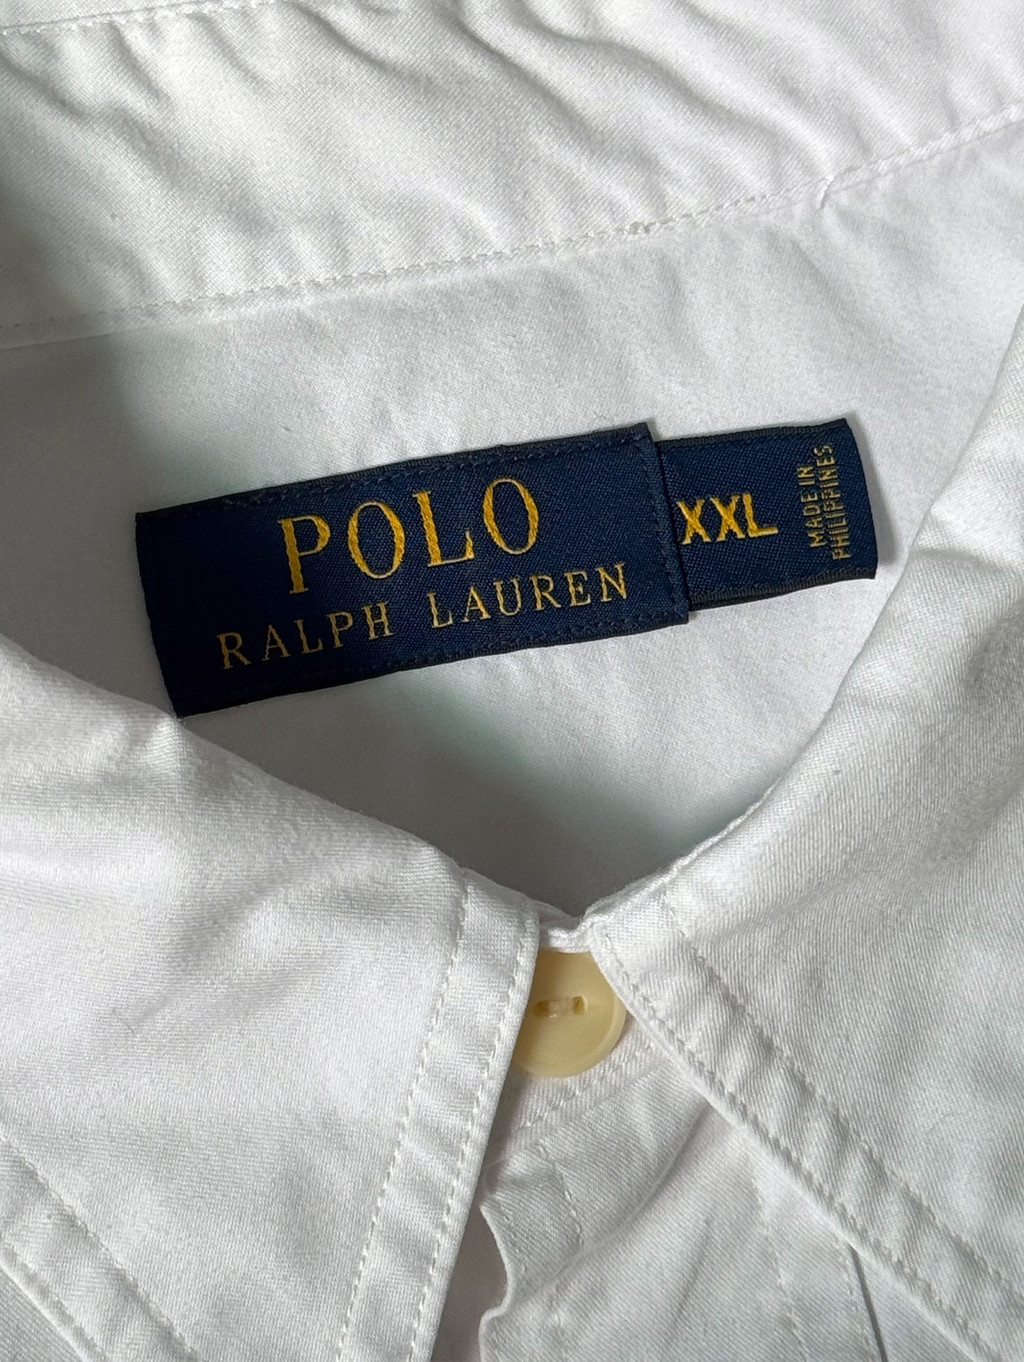 POLO
RALPH LAUREN
XXL
MADE IN
PHILIPPINES